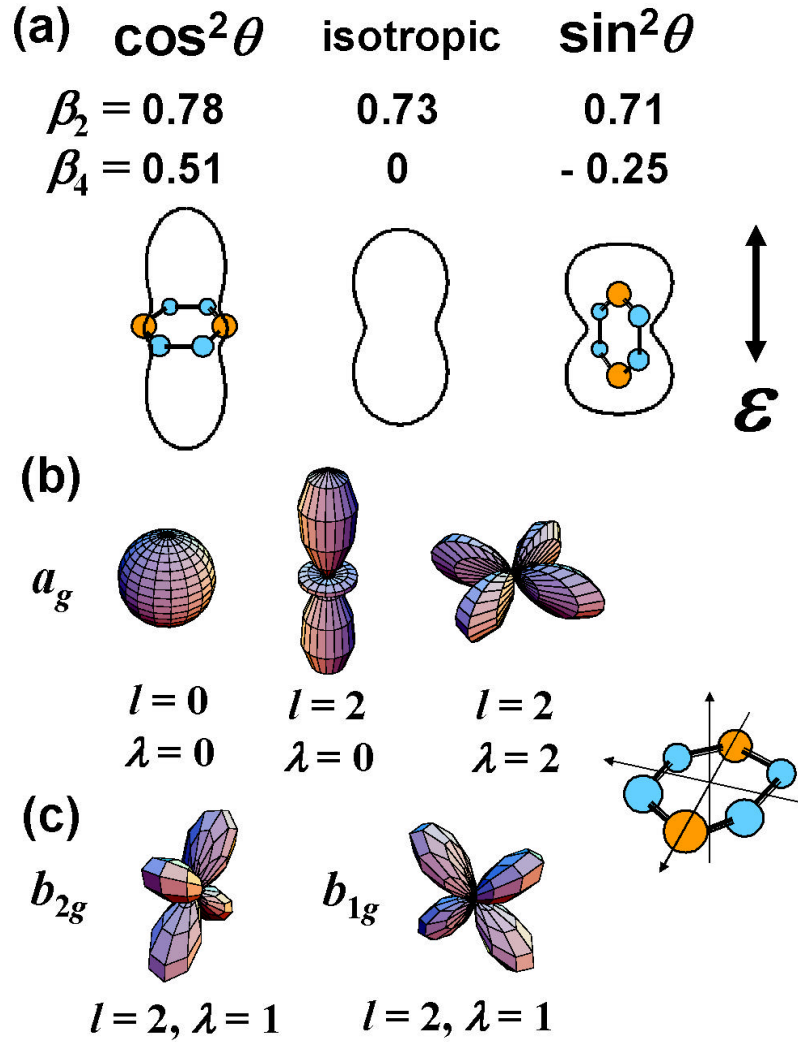 (a) cos²θ isotropic sin²θ
β₂ = 0.78 0.73 0.71
β₄ = 0.51 0 - 0.25
ε
(b)
a_g
l = 0 l = 2 l = 2
λ = 0 λ = 0 λ = 2
(c)
b_2g b_1g
l = 2, λ = 1 l = 2, λ = 1